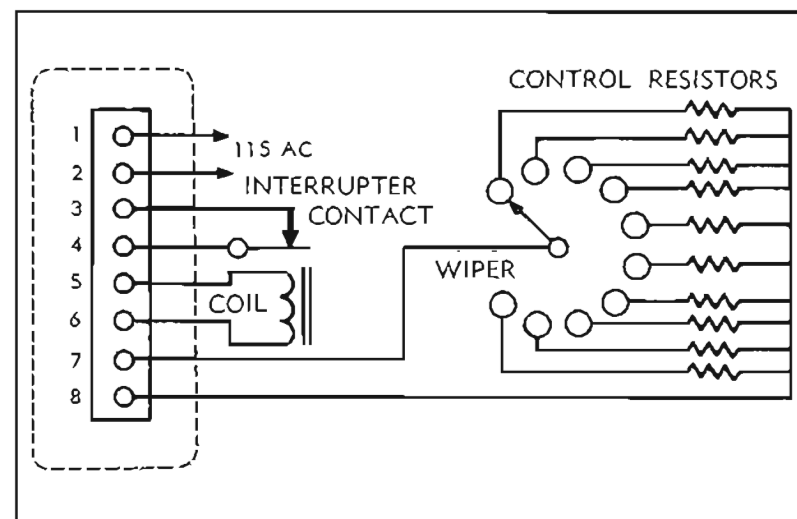 CONTROL RESISTORS
1
115 AC
2
INTERRUPTER
3
CONTACT
4
WIPER
5
COIL
6
7
8